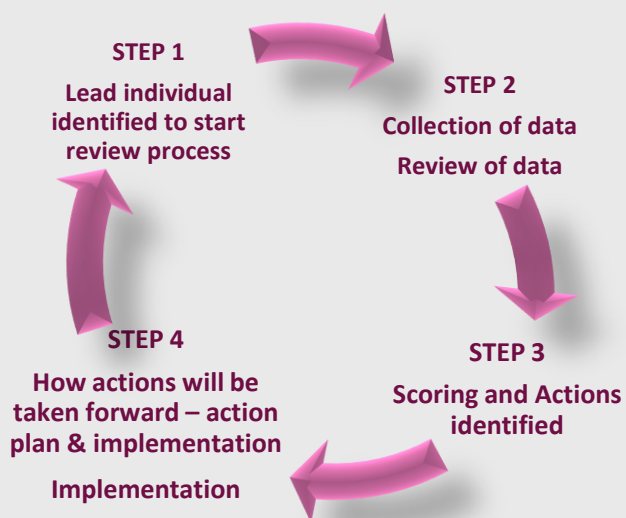 STEP 1
Lead individual
identified to start
review process
STEP 2
Collection of data
Review of data
STEP 3
Scoring and Actions
identified
STEP 4
How actions will be
taken forward – action
plan & implementation
Implementation